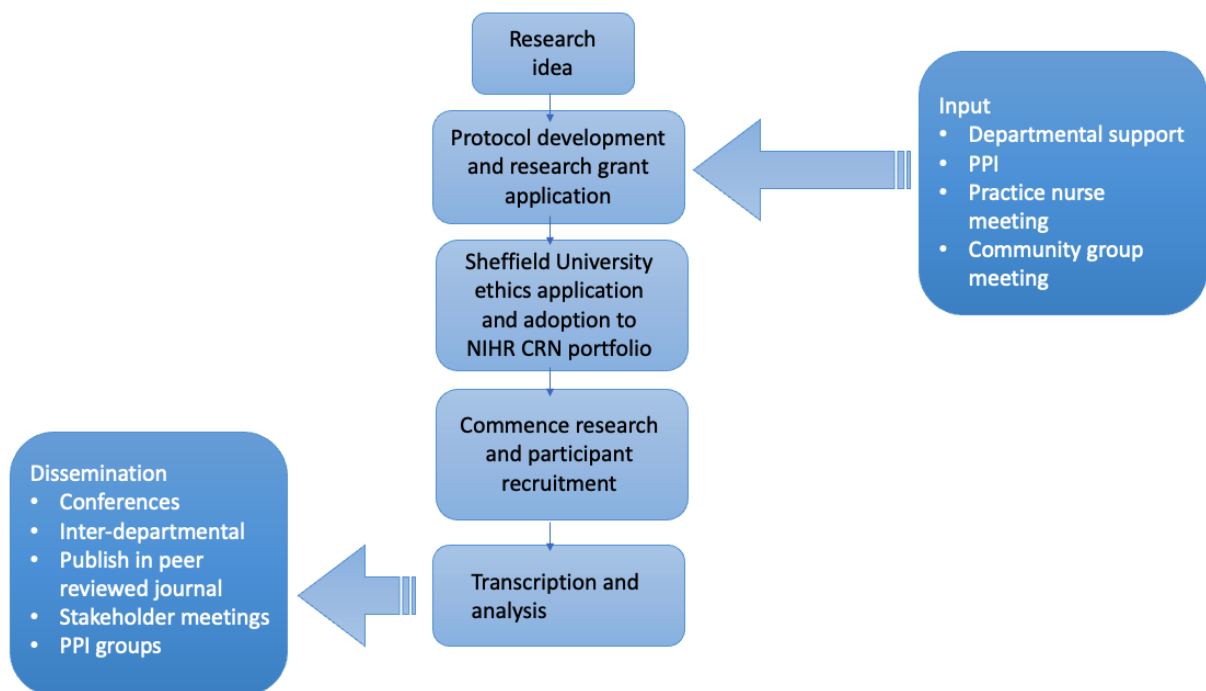 Research
idea
Protocol development
and research grant
application
Input
• Departmental support
• PPI
• Practice nurse
meeting
• Community group
meeting
Sheffield University
ethics application
and adoption to
NIHR CRN portfolio
Commence research
and participant
recruitment
Transcription and
analysis
Dissemination
• Conferences
• Inter-departmental
• Publish in peer
reviewed journal
• Stakeholder meetings
• PPI groups